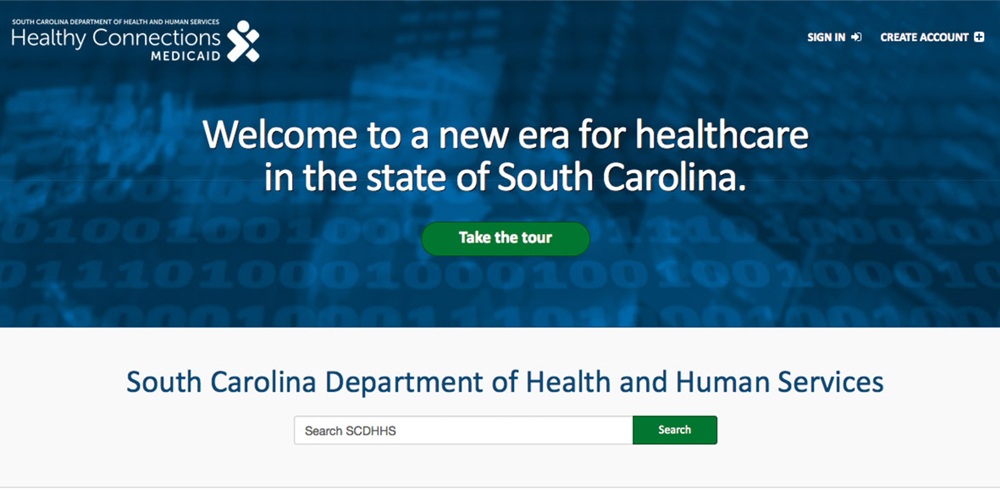 SOUTH CAROLINA DEPARTMENT OF HEALTH AND HUMAN SERVICES
Healthy Connections
MEDICAID
SIGN IN
CREATE ACCOUNT
Welcome to a new era for healthcare
in the state of South Carolina.
Take the tour
South Carolina Department of Health and Human Services
Search SCDHHS
Search